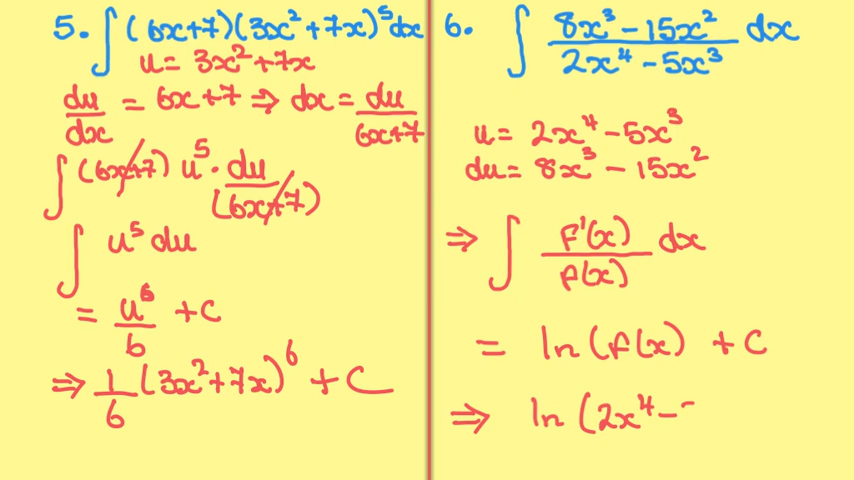 5. ∫ (6x+7)(3x²+7x)⁵ dx
u = 3x²+7x
du/dx = 6x+7 ⇒ dx = du/(6x+7)
∫ (6x+7) u⁵ · du/(6x+7)
∫ u⁵ du
= u⁶/6 + C
⇒ 1/6 (3x²+7x)⁶ + C
6. ∫ (8x³ − 15x²)/(2x⁴ − 5x³) dx
u = 2x⁴ − 5x³
du = 8x³ − 15x²
⇒ ∫ f'(x)/f(x) dx
= ln(f(x) + C
⇒ ln (2x⁴ −